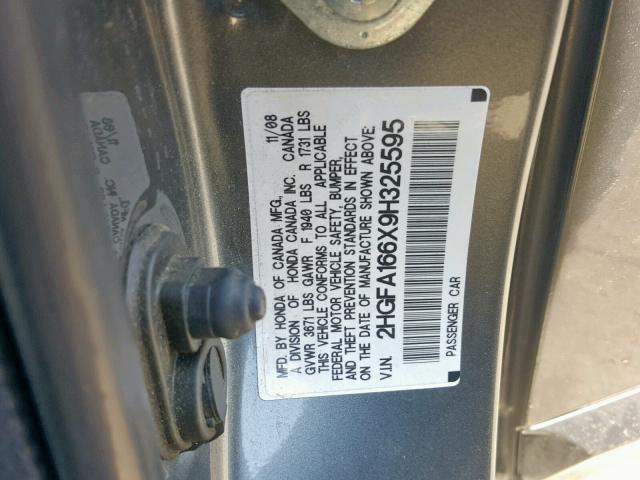 MFD. BY HONDA OF CANADA MFG. 11/08
A DIVISION OF HONDA CANADA INC. CANADA
GVWR 3671 LBS GAWR F 1940 LBS R 1731 LBS
THIS VEHICLE CONFORMS TO ALL APPLICABLE
FEDERAL MOTOR VEHICLE SAFETY, BUMPER,
AND THEFT PREVENTION STANDARDS IN EFFECT
ON THE DATE OF MANUFACTURE SHOWN ABOVE.
V.I.N. 2HGFA166X9H325595
PASSENGER CAR